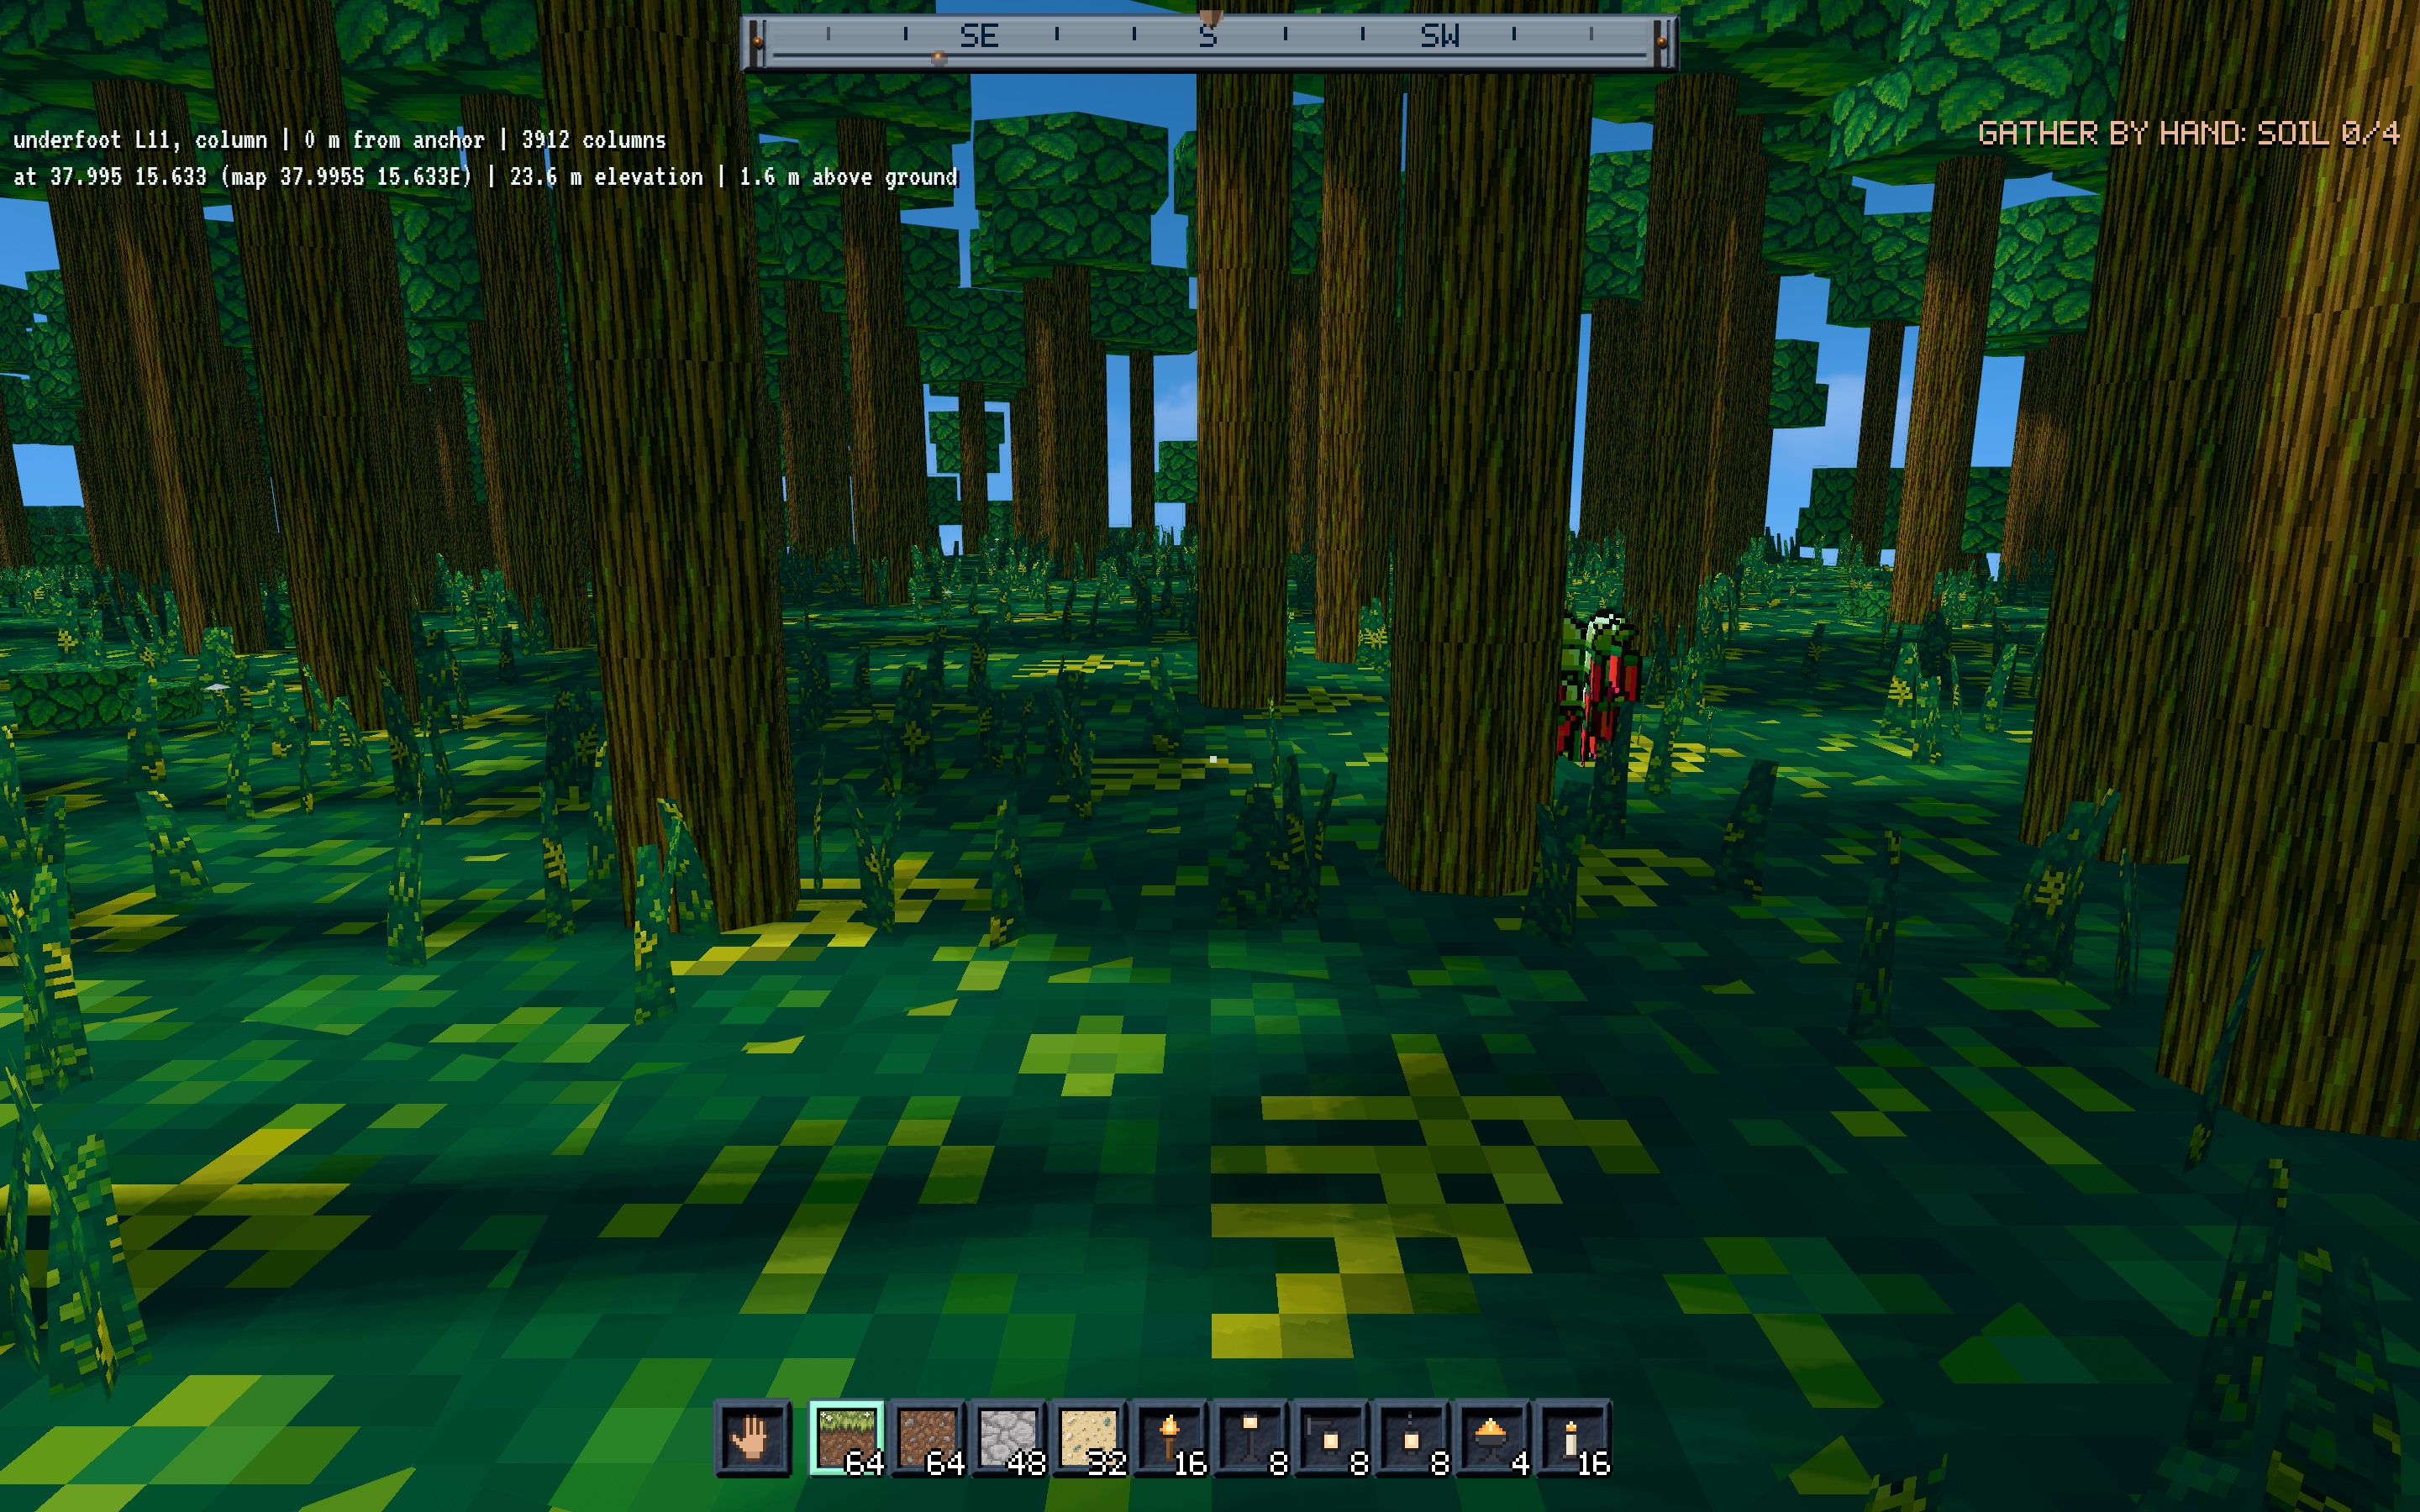 SE S SW
underfoot L11, column | 0 m from anchor | 3912 columns
at 37.995 15.633 (map 37.995S 15.633E) | 23.6 m elevation | 1.6 m above ground
GATHER BY HAND: SOIL 0/4
64 64 48 32 16 8 8 8 4 16